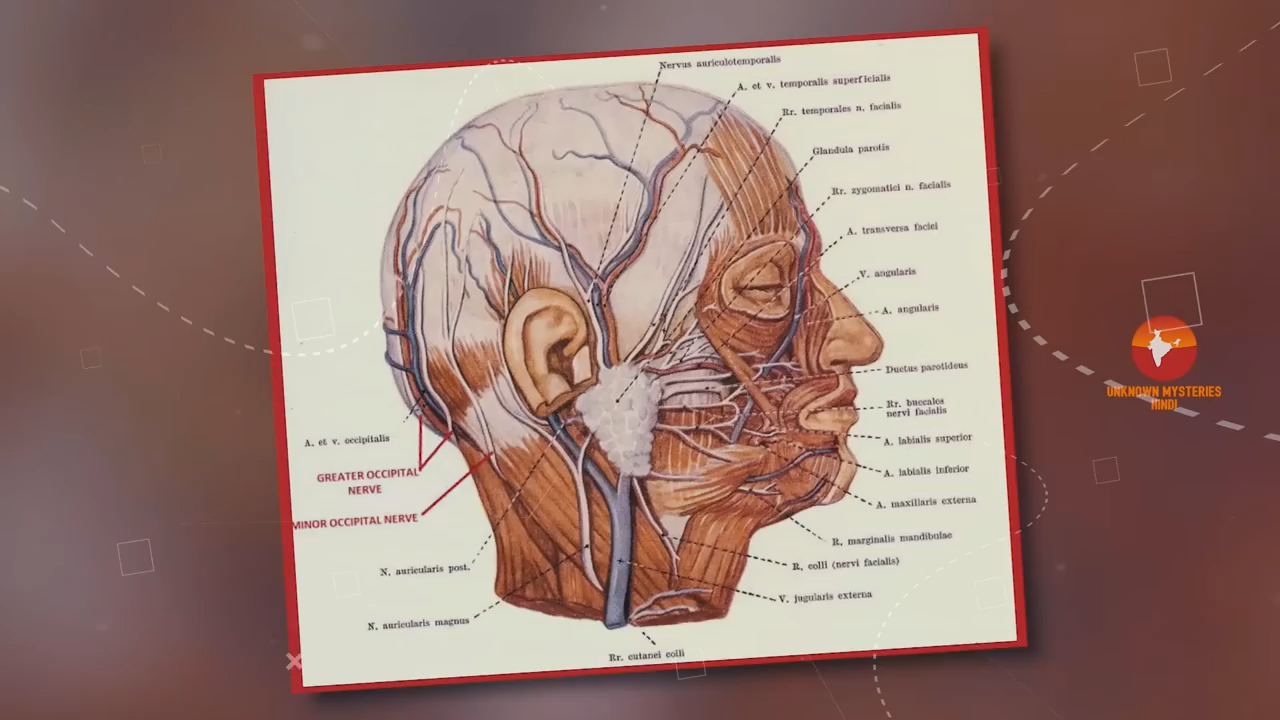 Nervus auriculotemporalis
A. et v. temporalis superficialis
Rr. temporales n. facialis
Glandula parotis
Rr. zygomatici n. facialis
A. transversa faciei
V. angularis
A. angularis
Ductus parotideus
Rr. buccales
nervi facialis
A. labialis superior
A. labialis inferior
A. maxillaris externa
R. marginalis mandibulae
R. colli (nervi facialis)
V. jugularis externa
Rr. cutanei colli
A. et v. occipitalis
GREATER OCCIPITAL
NERVE
MINOR OCCIPITAL NERVE
N. auricularis post.
N. auricularis magnus
UNKNOWN MYSTERIES
HINDI